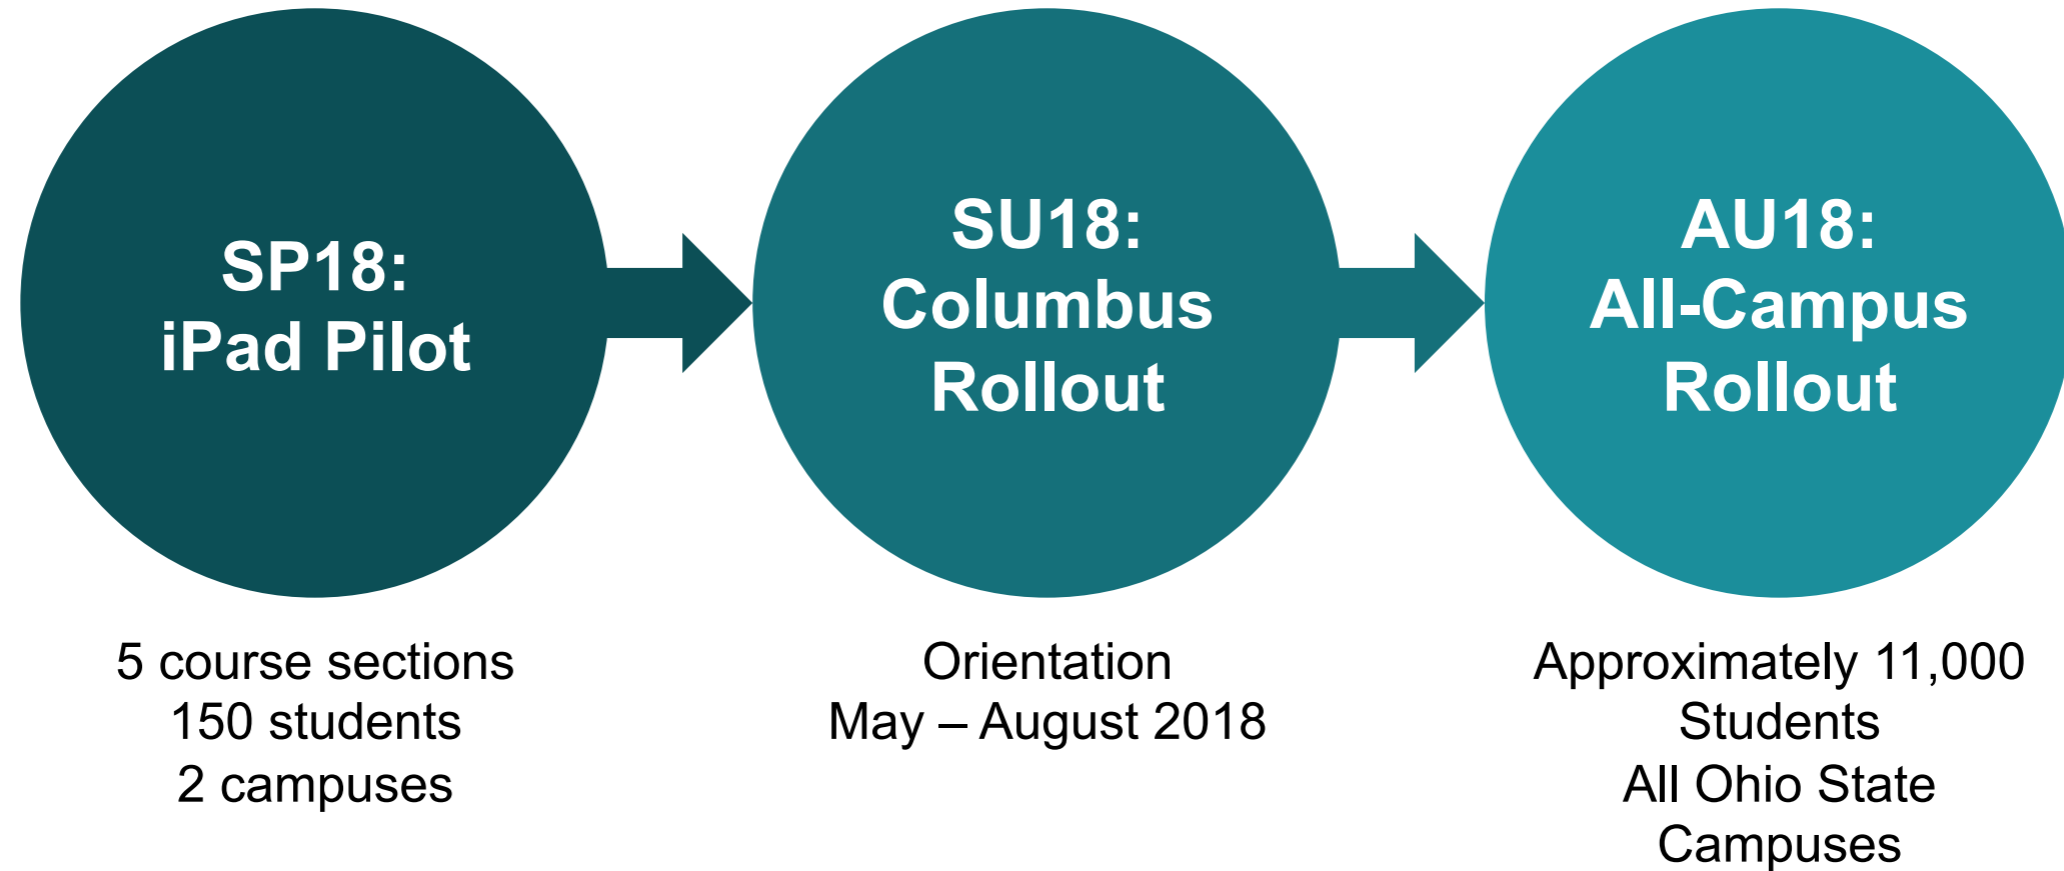 SP18:
iPad Pilot
5 course sections
150 students
2 campuses
SU18:
Columbus
Rollout
Orientation
May – August 2018
AU18:
All-Campus
Rollout
Approximately 11,000
Students
All Ohio State
Campuses